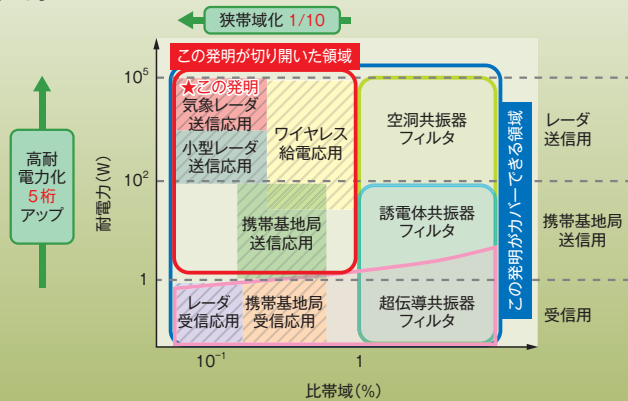 狭帯域化 1/10
この発明が切り開いた領域
10⁵
★この発明
気象レーダ
送信応用
ワイヤレス
給電応用
空洞共振器
フィルタ
レーダ
送信用
小型レーダ
送信応用
高耐
電力化
5桁
アップ
耐電力(W)
10²
携帯基地局
送信応用
誘電体共振器
フィルタ
この発明がカバーできる領域
携帯基地局
送信用
1
レーダ
受信応用
携帯基地局
受信応用
超伝導共振器
フィルタ
受信用
10⁻¹
1
比帯域(%)